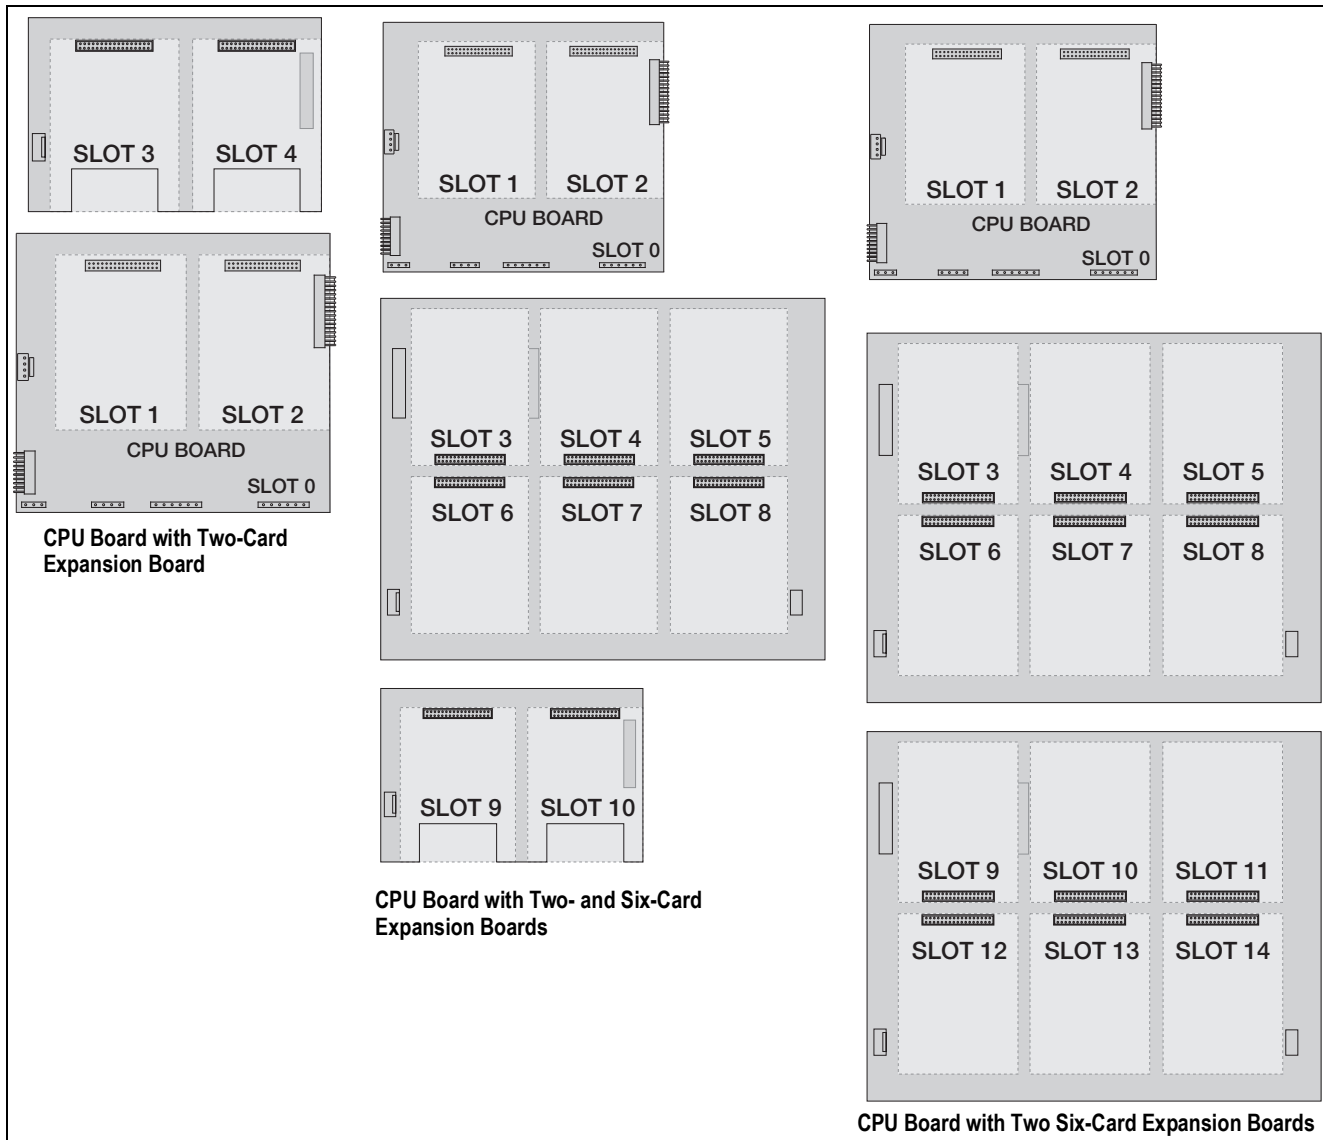 SLOT 3 SLOT 4
SLOT 1 SLOT 2
CPU BOARD
SLOT 0
CPU Board with Two-Card
Expansion Board
SLOT 1 SLOT 2
CPU BOARD
SLOT 0
SLOT 3 SLOT 4 SLOT 5
SLOT 6 SLOT 7 SLOT 8
SLOT 9 SLOT 10
CPU Board with Two- and Six-Card
Expansion Boards
SLOT 1 SLOT 2
CPU BOARD
SLOT 0
SLOT 3 SLOT 4 SLOT 5
SLOT 6 SLOT 7 SLOT 8
SLOT 9 SLOT 10 SLOT 11
SLOT 12 SLOT 13 SLOT 14
CPU Board with Two Six-Card Expansion Boards